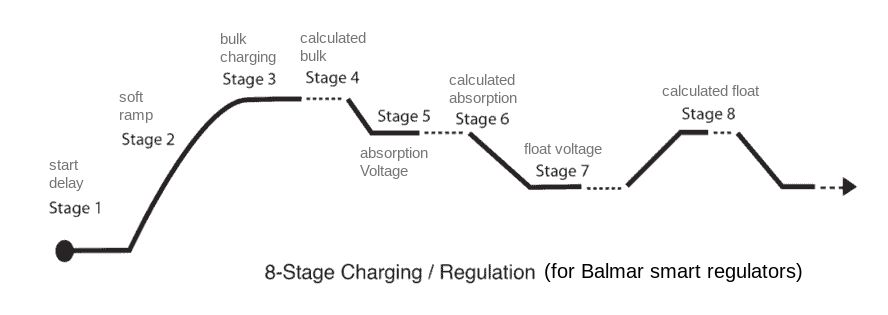 start
delay
Stage 1
soft
ramp
Stage 2
bulk
charging
Stage 3
calculated
bulk
Stage 4
Stage 5
absorption
Voltage
calculated
absorption
Stage 6
float voltage
Stage 7
calculated float
Stage 8
8-Stage Charging / Regulation (for Balmar smart regulators)